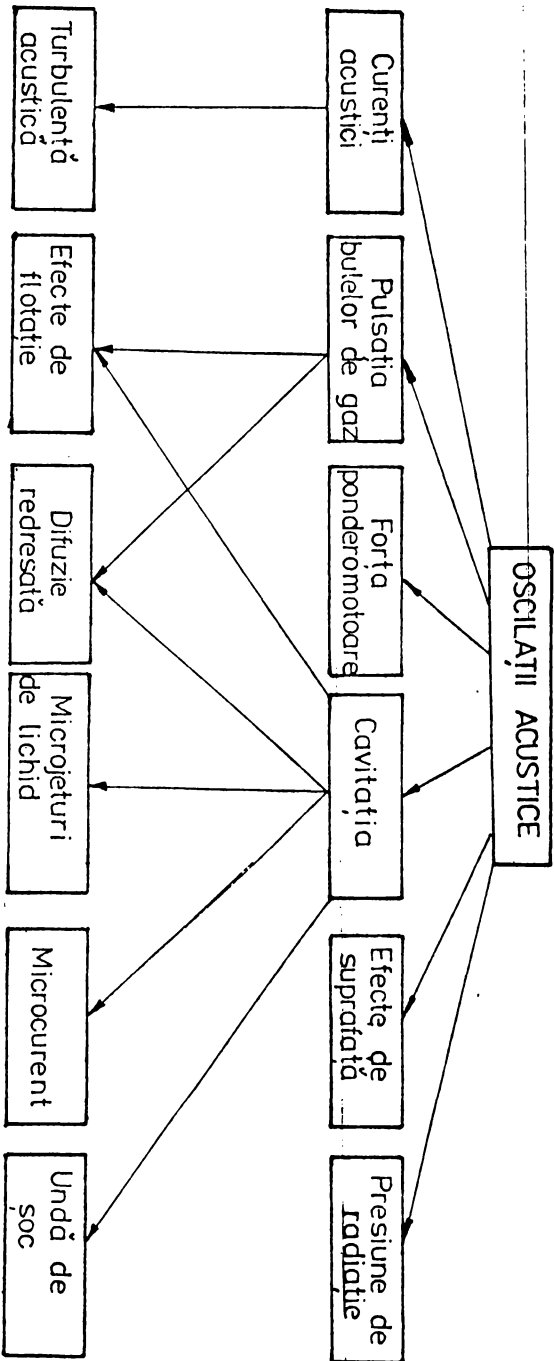 OSCILAȚII ACUSTICE
Curenți
acustici
Pulsația
bulelor de gaz
Forța
ponderomotoare
Cavitația
Efecte de
suprafață
Presiune de
radiație
Turbulență
acustică
Efecte de
flotație
Difuzie
redresată
Microjeturi
de lichid
Microcurent
Undă de
șoc